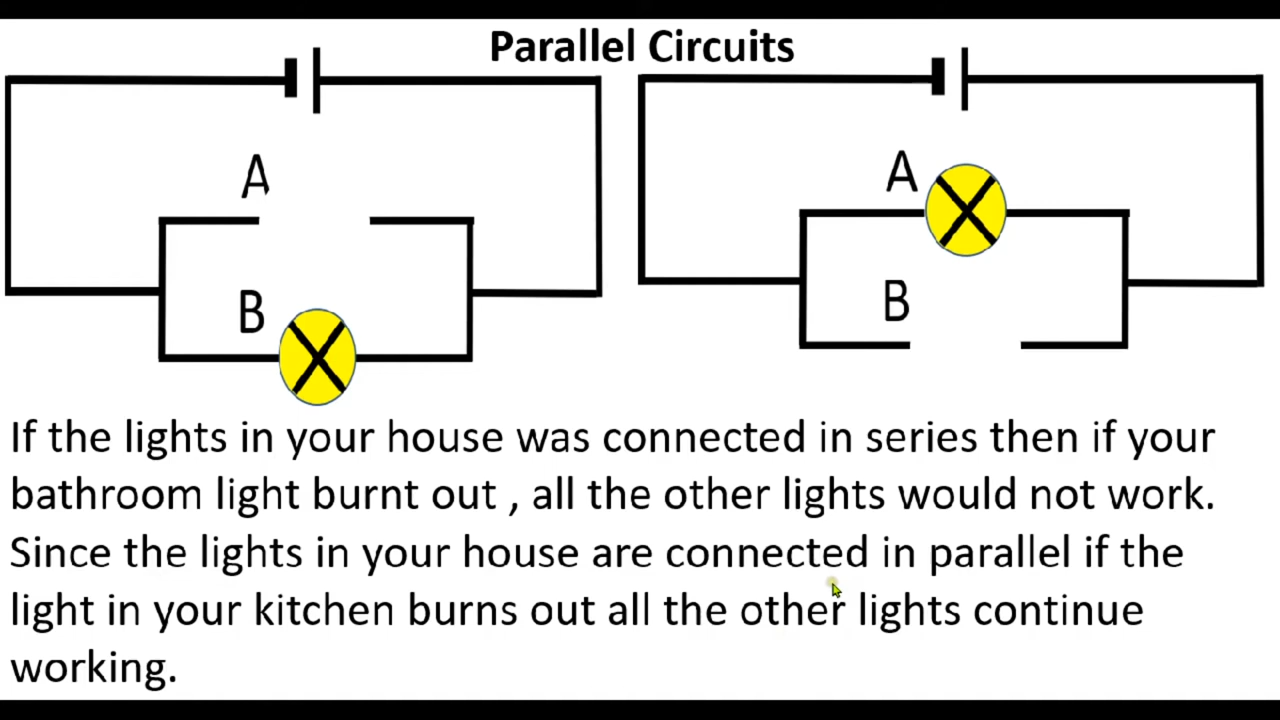 Parallel Circuits
A
B
A
B
If the lights in your house was connected in series then if your
bathroom light burnt out , all the other lights would not work.
Since the lights in your house are connected in parallel if the
light in your kitchen burns out all the other lights continue
working.